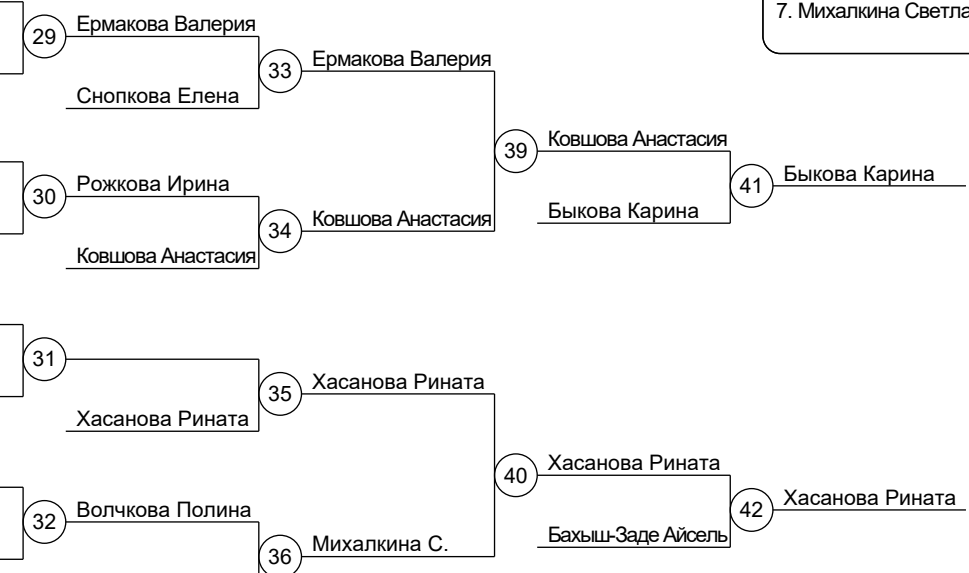 7. Михалкина Светла
29
Ермакова Валерия
33
Ермакова Валерия
Снопкова Елена
39
Ковшова Анастасия
41
Быкова Карина
30
Рожкова Ирина
34
Ковшова Анастасия
Быкова Карина
Ковшова Анастасия
31
35
Хасанова Рината
Хасанова Рината
40
Хасанова Рината
42
Хасанова Рината
32
Волчкова Полина
36
Михалкина С.
Бахыш-Заде Айсель